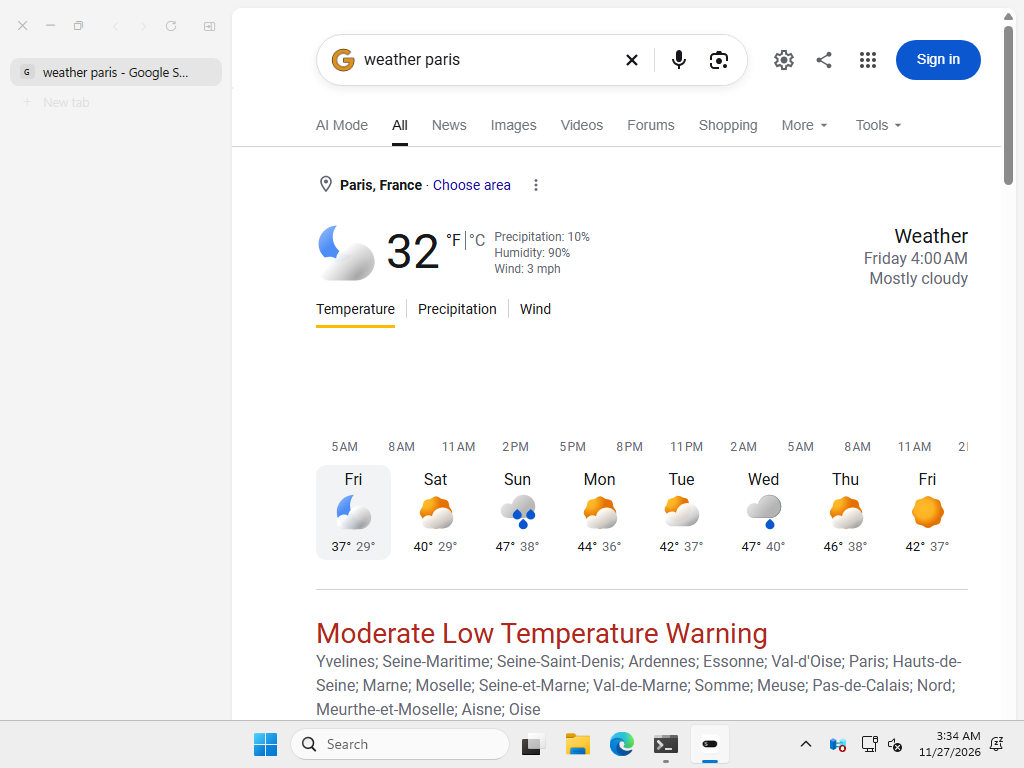 weather paris
Sign in
G weather paris - Google S...
+ New tab
AI Mode All News Images Videos Forums Shopping More Tools
Paris, France · Choose area
32 °F | °C
Precipitation: 10%
Humidity: 90%
Wind: 3 mph
Weather
Friday 4:00 AM
Mostly cloudy
Temperature Precipitation Wind
5 AM 8 AM 11 AM 2 PM 5 PM 8 PM 11 PM 2 AM 5 AM 8 AM 11 AM
Fri Sat Sun Mon Tue Wed Thu Fri
37° 29° 40° 29° 47° 38° 44° 36° 42° 37° 47° 40° 46° 38° 42° 37°
Moderate Low Temperature Warning
Yvelines; Seine-Maritime; Seine-Saint-Denis; Ardennes; Essonne; Val-d'Oise; Paris; Hauts-de-
Seine; Marne; Moselle; Seine-et-Marne; Val-de-Marne; Somme; Meuse; Pas-de-Calais; Nord;
Meurthe-et-Moselle; Aisne; Oise
Search
3:34 AM
11/27/2026